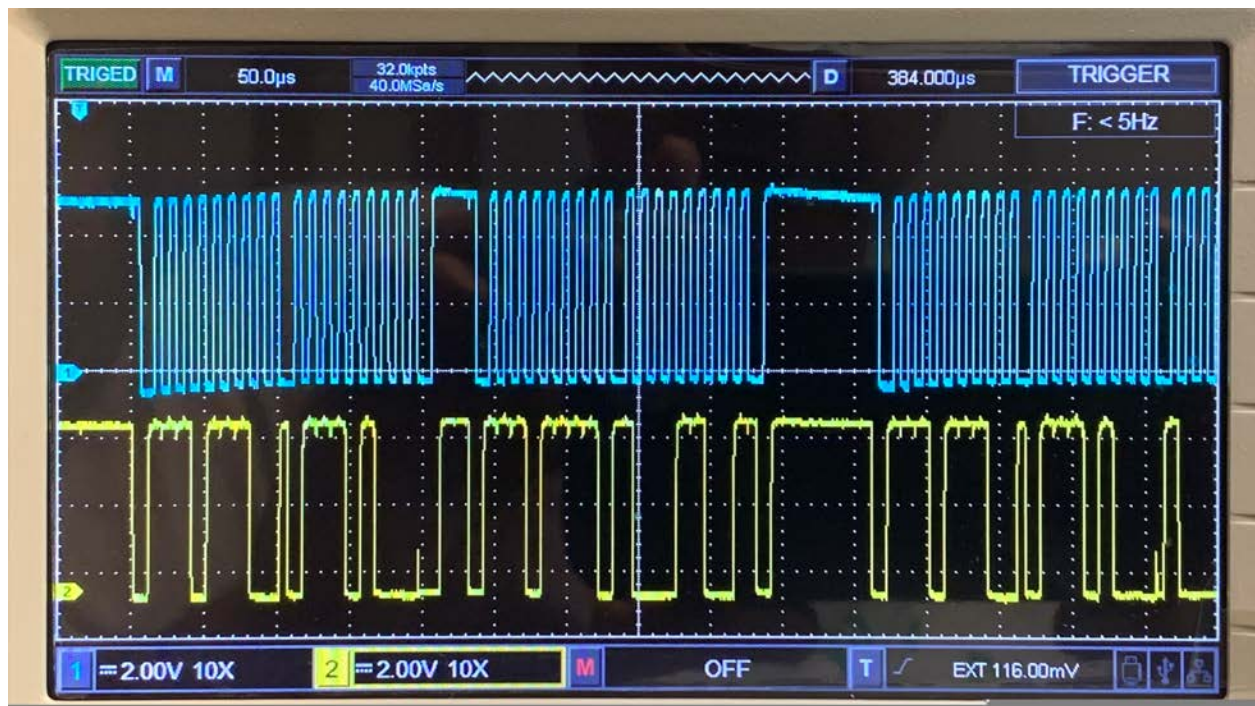 TRIGED M 50.0µs 32.0kpts D 384.000µs TRIGGER
40.0MSa/s
F: < 5Hz
T
1
2
1 2.00V 10X 2 2.00V 10X M OFF T EXT 116.00mV